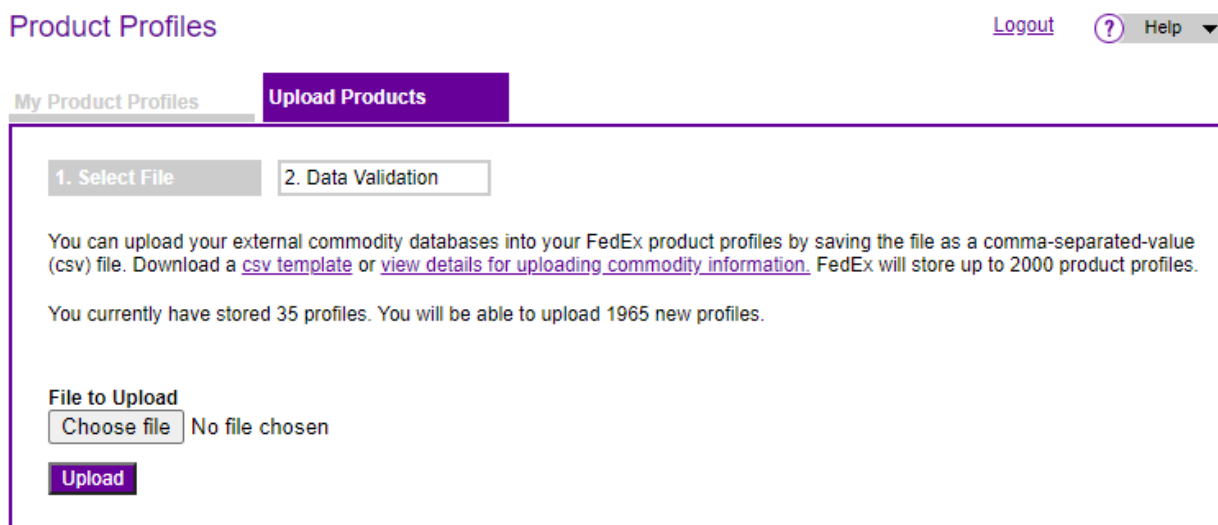 Product Profiles
Logout
? Help
My Product Profiles
Upload Products
1. Select File
2. Data Validation
You can upload your external commodity databases into your FedEx product profiles by saving the file as a comma-separated-value
(csv) file. Download a csv template or view details for uploading commodity information. FedEx will store up to 2000 product profiles.
You currently have stored 35 profiles. You will be able to upload 1965 new profiles.
File to Upload
Choose file No file chosen
Upload